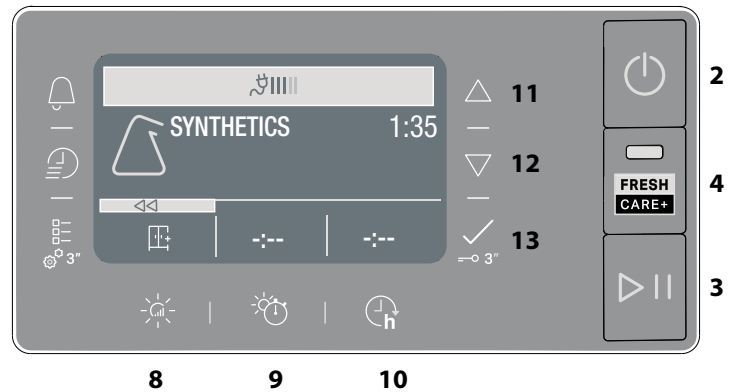 SYNTHETICS 1:35
-:-- -:--
3" 3"
h
FRESH
CARE+
11
12
13
2
4
3
8 9 10